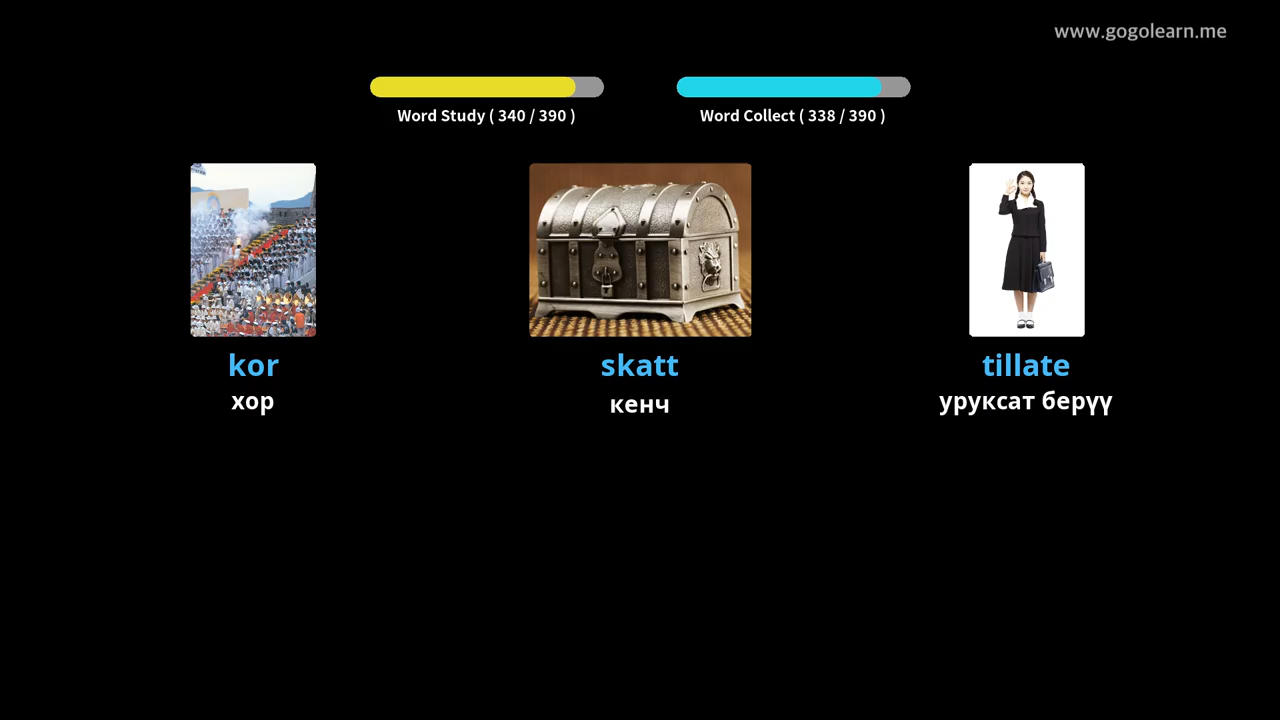 www.gogolearn.me
Word Study ( 340 / 390 )
Word Collect ( 338 / 390 )
kor
хор
skatt
кенч
tillate
уруксат берүү